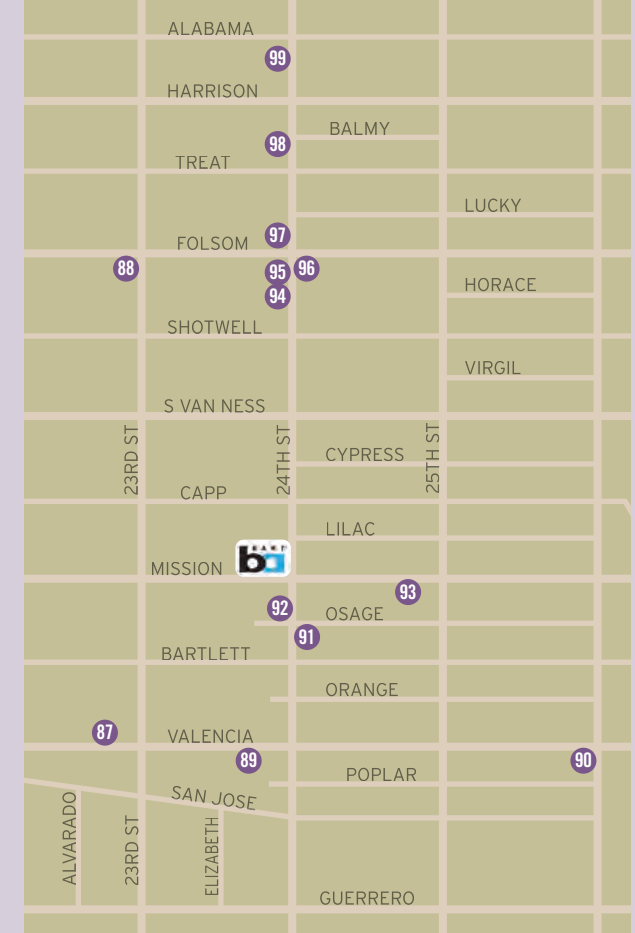 ALABAMA
99
HARRISON
BALMY
98
TREAT
LUCKY
97
FOLSOM
88
95
96
HORACE
94
SHOTWELL
VIRGIL
S VAN NESS
23RD ST
24TH ST
25TH ST
CYPRESS
CAPP
LILAC
BART
ba
MISSION
93
92
OSAGE
91
BARTLETT
ORANGE
87
VALENCIA
89
90
POPLAR
SAN JOSE
ALVARADO
23RD ST
ELIZABETH
GUERRERO